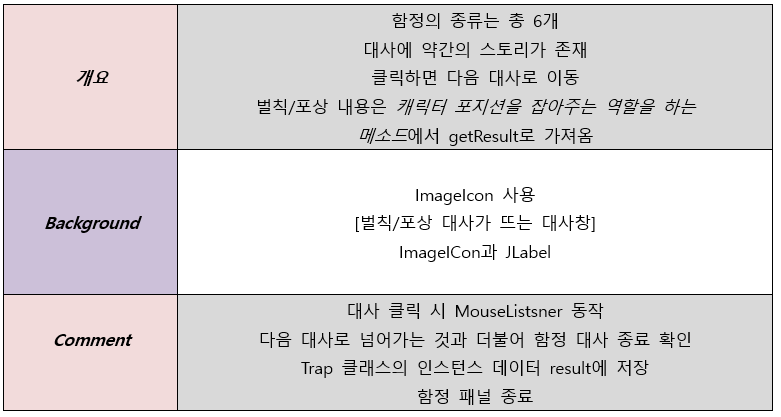 개요
함정의 종류는 총 6개
대사에 약간의 스토리가 존재
클릭하면 다음 대사로 이동
벌칙/포상 내용은 캐릭터 포지션을 잡아주는 역할을 하는
메소드에서 getResult로 가져옴
Background
ImageIcon 사용
[벌칙/포상 대사가 뜨는 대사창]
ImageICon과 JLabel
Comment
대사 클릭 시 MouseListsner 동작
다음 대사로 넘어가는 것과 더불어 함정 대사 종료 확인
Trap 클래스의 인스턴스 데이터 result에 저장
함정 패널 종료